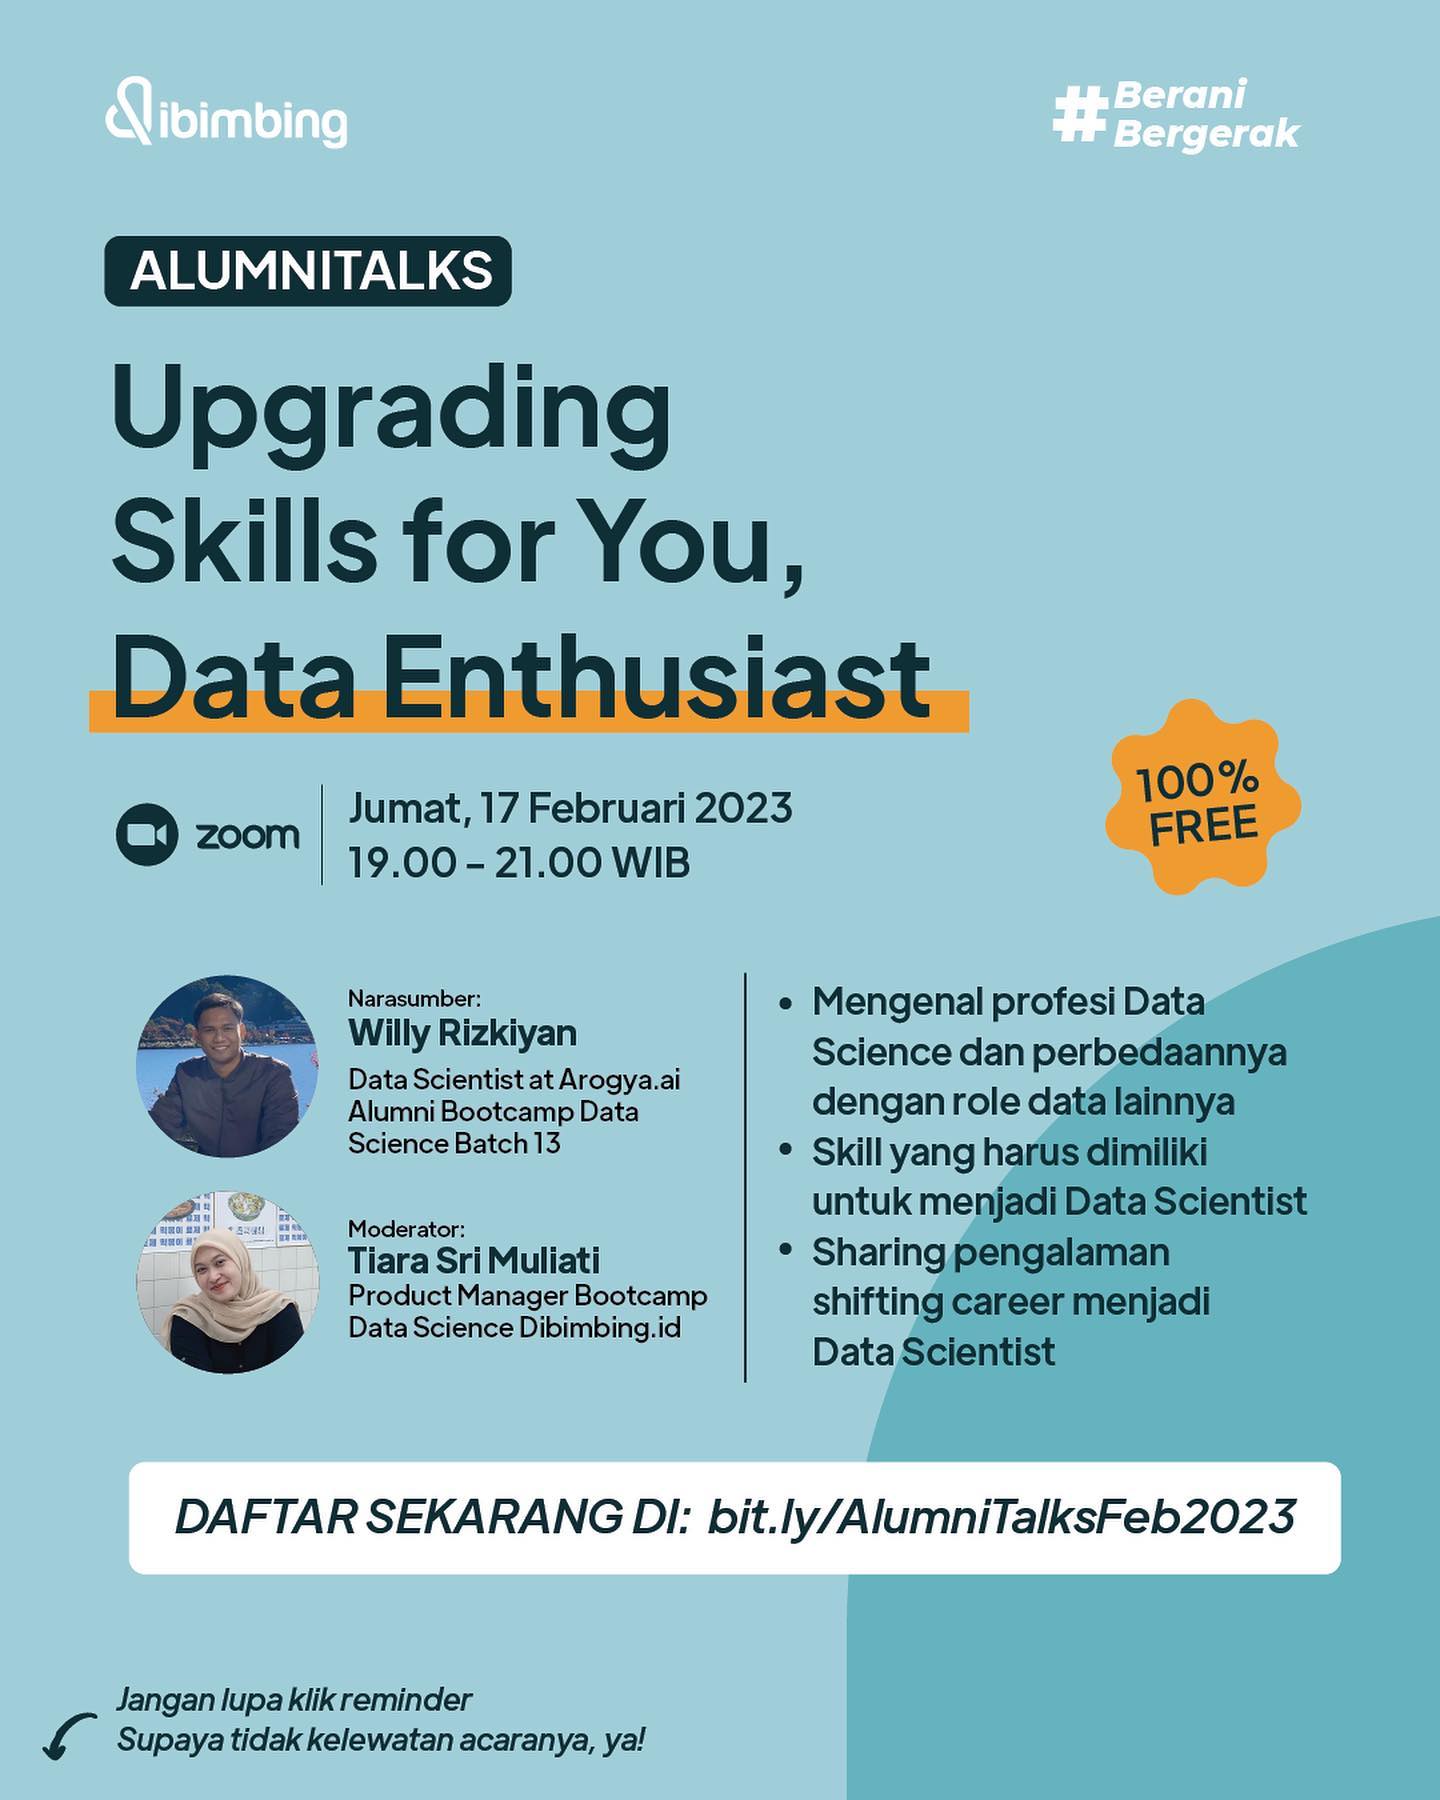 dibimbing
#Berani
Bergerak
ALUMNITALKS
Upgrading
Skills for You,
Data Enthusiast
zoom
Jumat, 17 Februari 2023
19.00 – 21.00 WIB
100%
FREE
Narasumber:
Willy Rizkiyan
Data Scientist at Arogya.ai
Alumni Bootcamp Data
Science Batch 13
Moderator:
Tiara Sri Muliati
Product Manager Bootcamp
Data Science Dibimbing.id
• Mengenal profesi Data
Science dan perbedaannya
dengan role data lainnya
• Skill yang harus dimiliki
untuk menjadi Data Scientist
• Sharing pengalaman
shifting career menjadi
Data Scientist
DAFTAR SEKARANG DI: bit.ly/AlumniTalksFeb2023
Jangan lupa klik reminder
Supaya tidak kelewatan acaranya, ya!